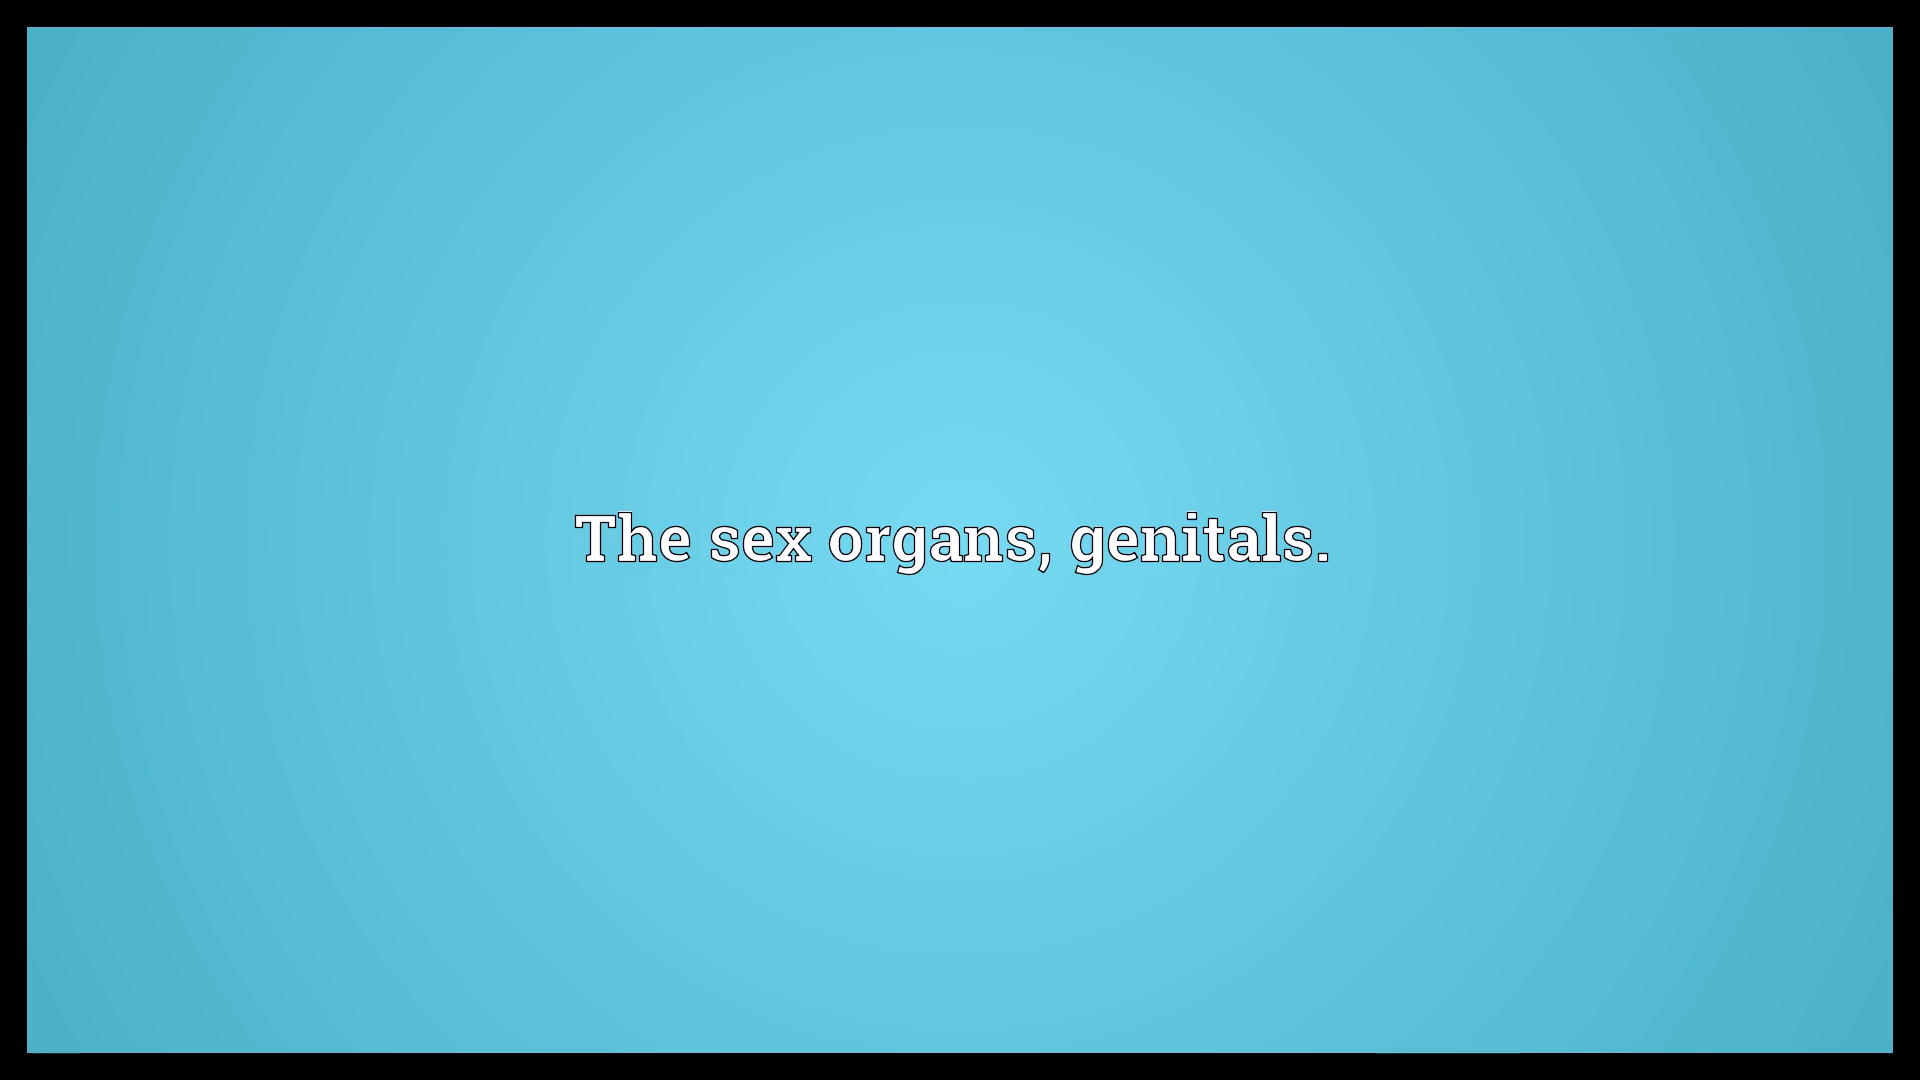 The sex organs, genitals.